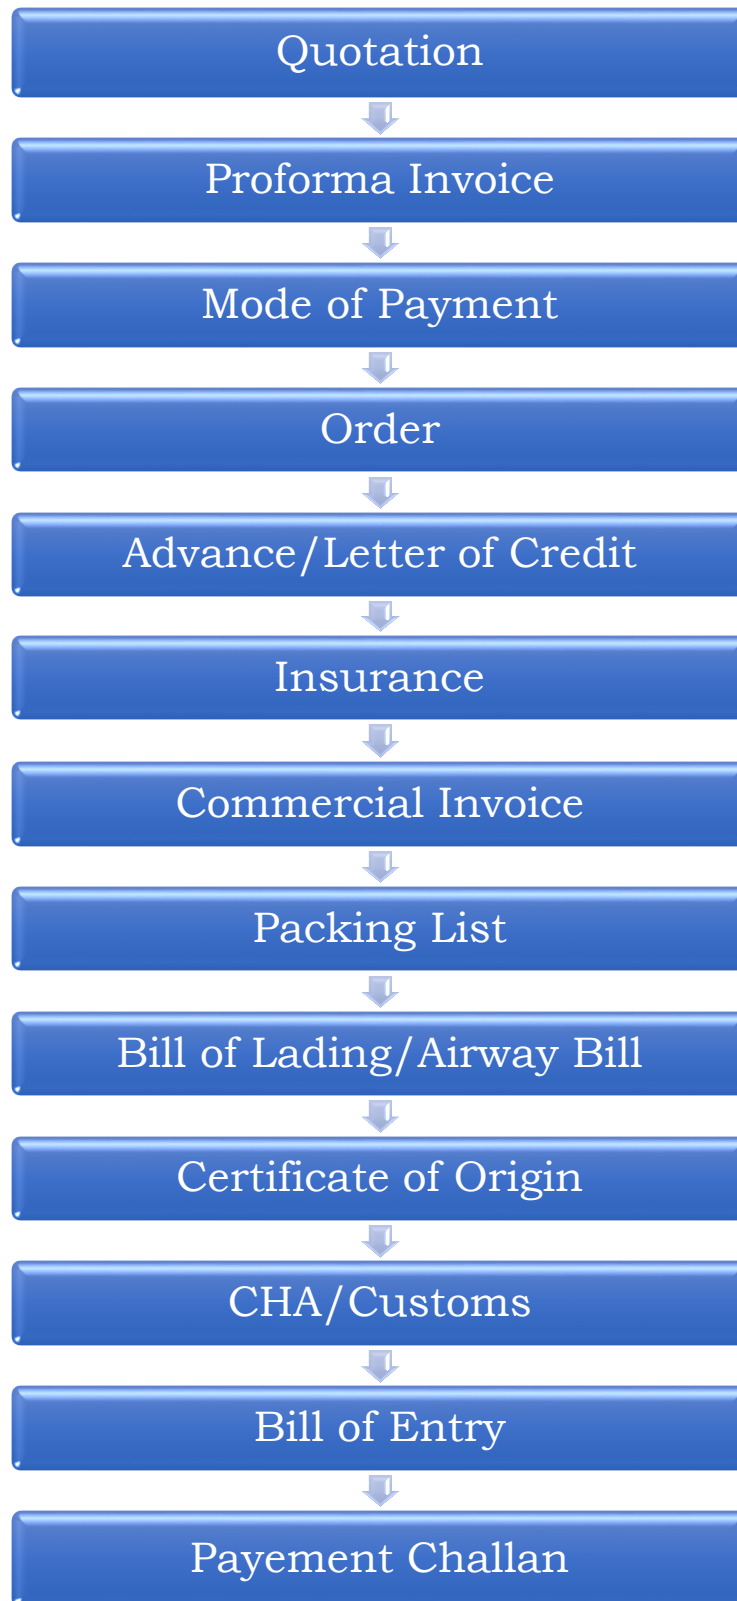 Quotation
Proforma Invoice
Mode of Payment
Order
Advance/Letter of Credit
Insurance
Commercial Invoice
Packing List
Bill of Lading/Airway Bill
Certificate of Origin
CHA/Customs
Bill of Entry
Payement Challan